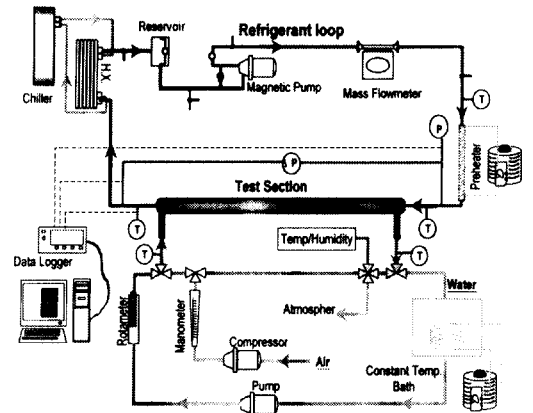 Reservoir
Refrigerant loop
H.X.
Chiller
Magnetic Pump
Mass Flowmeter
T
P
P
Preheater
Test Section
T
T
Temp/Humidity
T
T
Data Logger
Water
Rotameter
Manometer
Atmospher
Compressor
Air
Constant Temp.
Bath
Pump